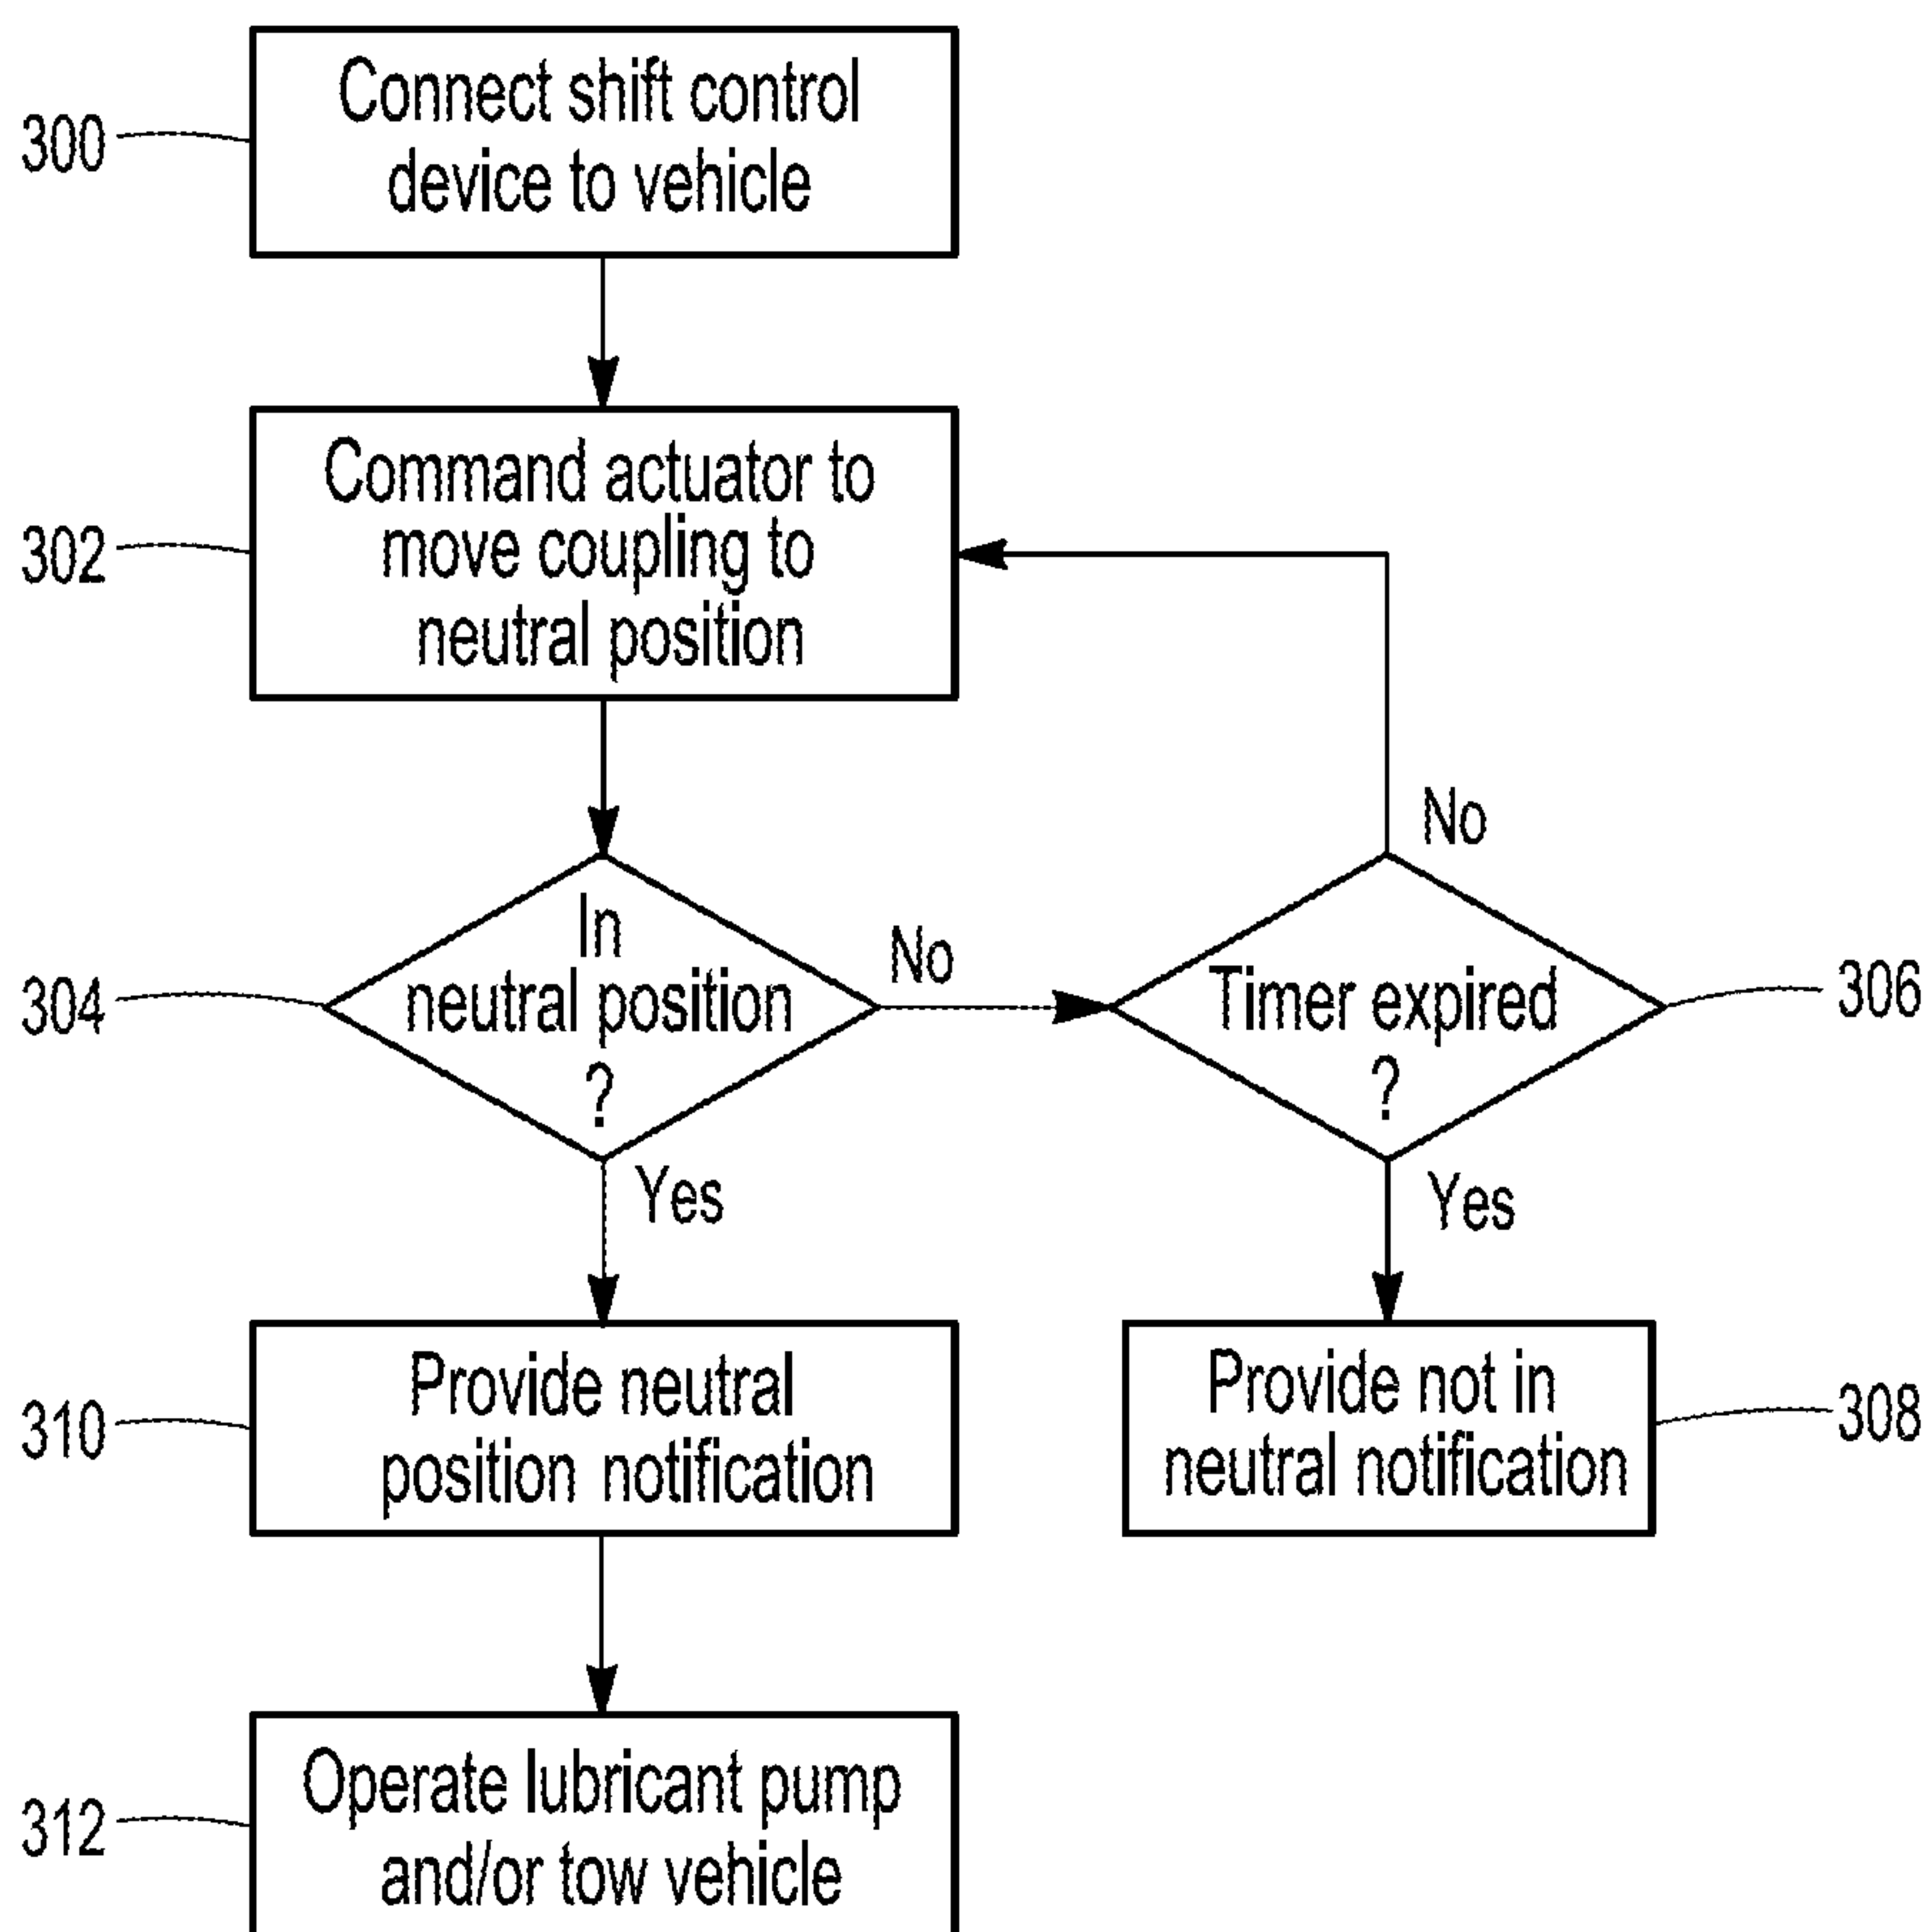 300
Connect shift control
device to vehicle
302
Command actuator to
move coupling to
neutral position
No
304
In
neutral position
?
No
Timer expired
?
306
Yes
Yes
310
Provide neutral
position notification
Provide not in
neutral notification
308
312
Operate lubricant pump
and/or tow vehicle